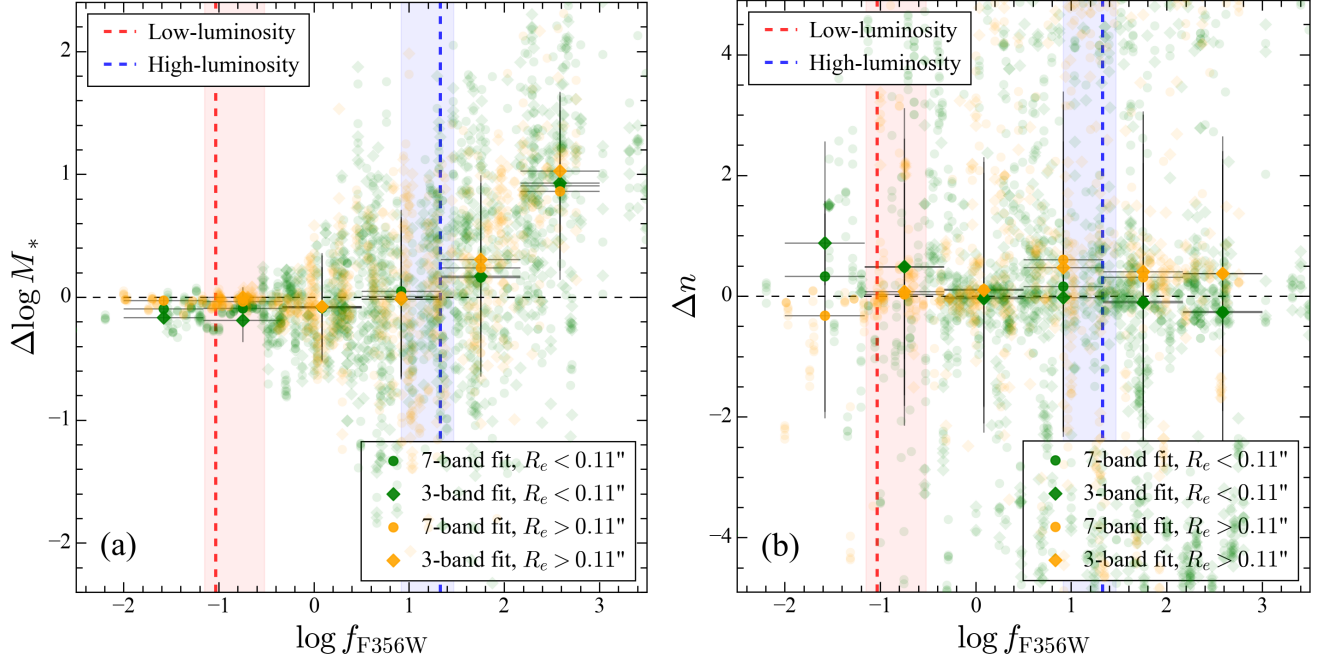 Low-luminosity
High-luminosity
2
1
0
−1
−2
Δlog M*
(a)
7-band fit, Re < 0.11"
3-band fit, Re < 0.11"
7-band fit, Re > 0.11"
3-band fit, Re > 0.11"
−2 −1 0 1 2 3
log fF356W
Low-luminosity
High-luminosity
4
2
0
−2
−4
Δn
(b)
7-band fit, Re < 0.11"
3-band fit, Re < 0.11"
7-band fit, Re > 0.11"
3-band fit, Re > 0.11"
−2 −1 0 1 2 3
log fF356W